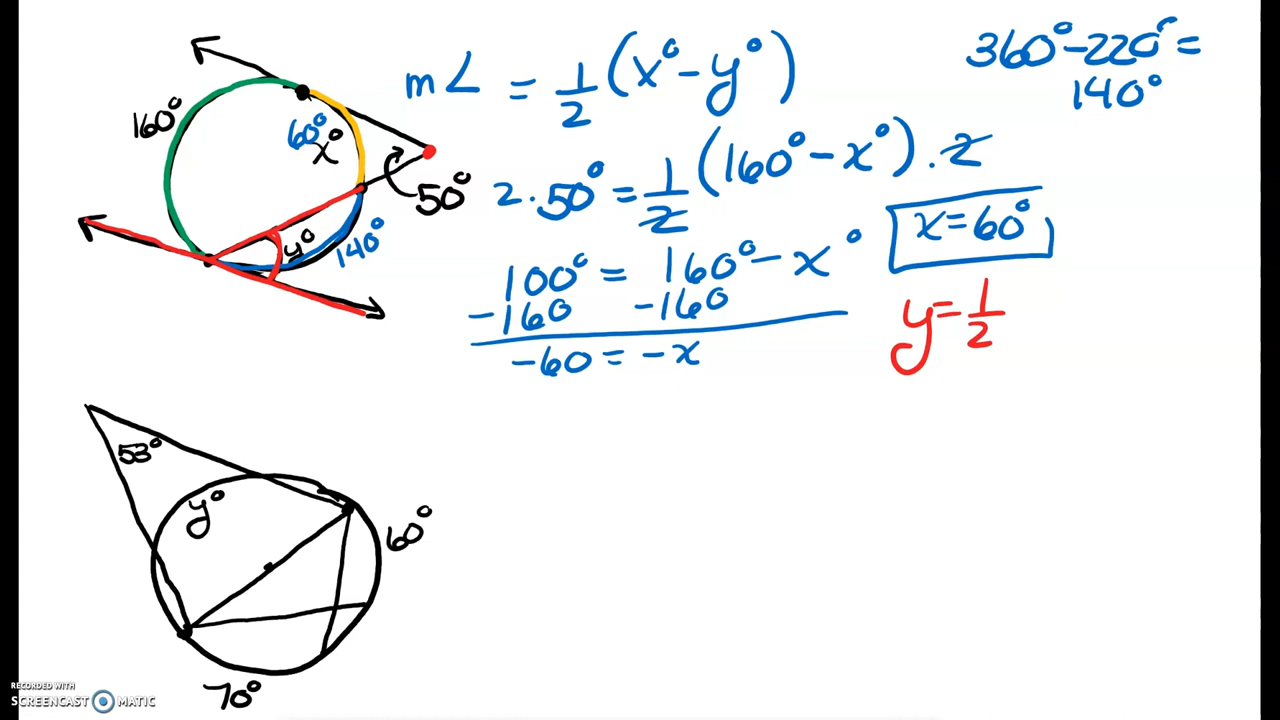 160°
60°
x°
50°
y°
140°
m∠ = 1/2 (x° - y°)
2 · 50° = 1/2 (160° - x°) · 2
100° = 160° - x°
-160 -160
-60 = -x
360° - 220° =
140°
x = 60°
y = 1/2
53°
y°
60°
70°
RECORDED WITH
SCREENCAST MATIC